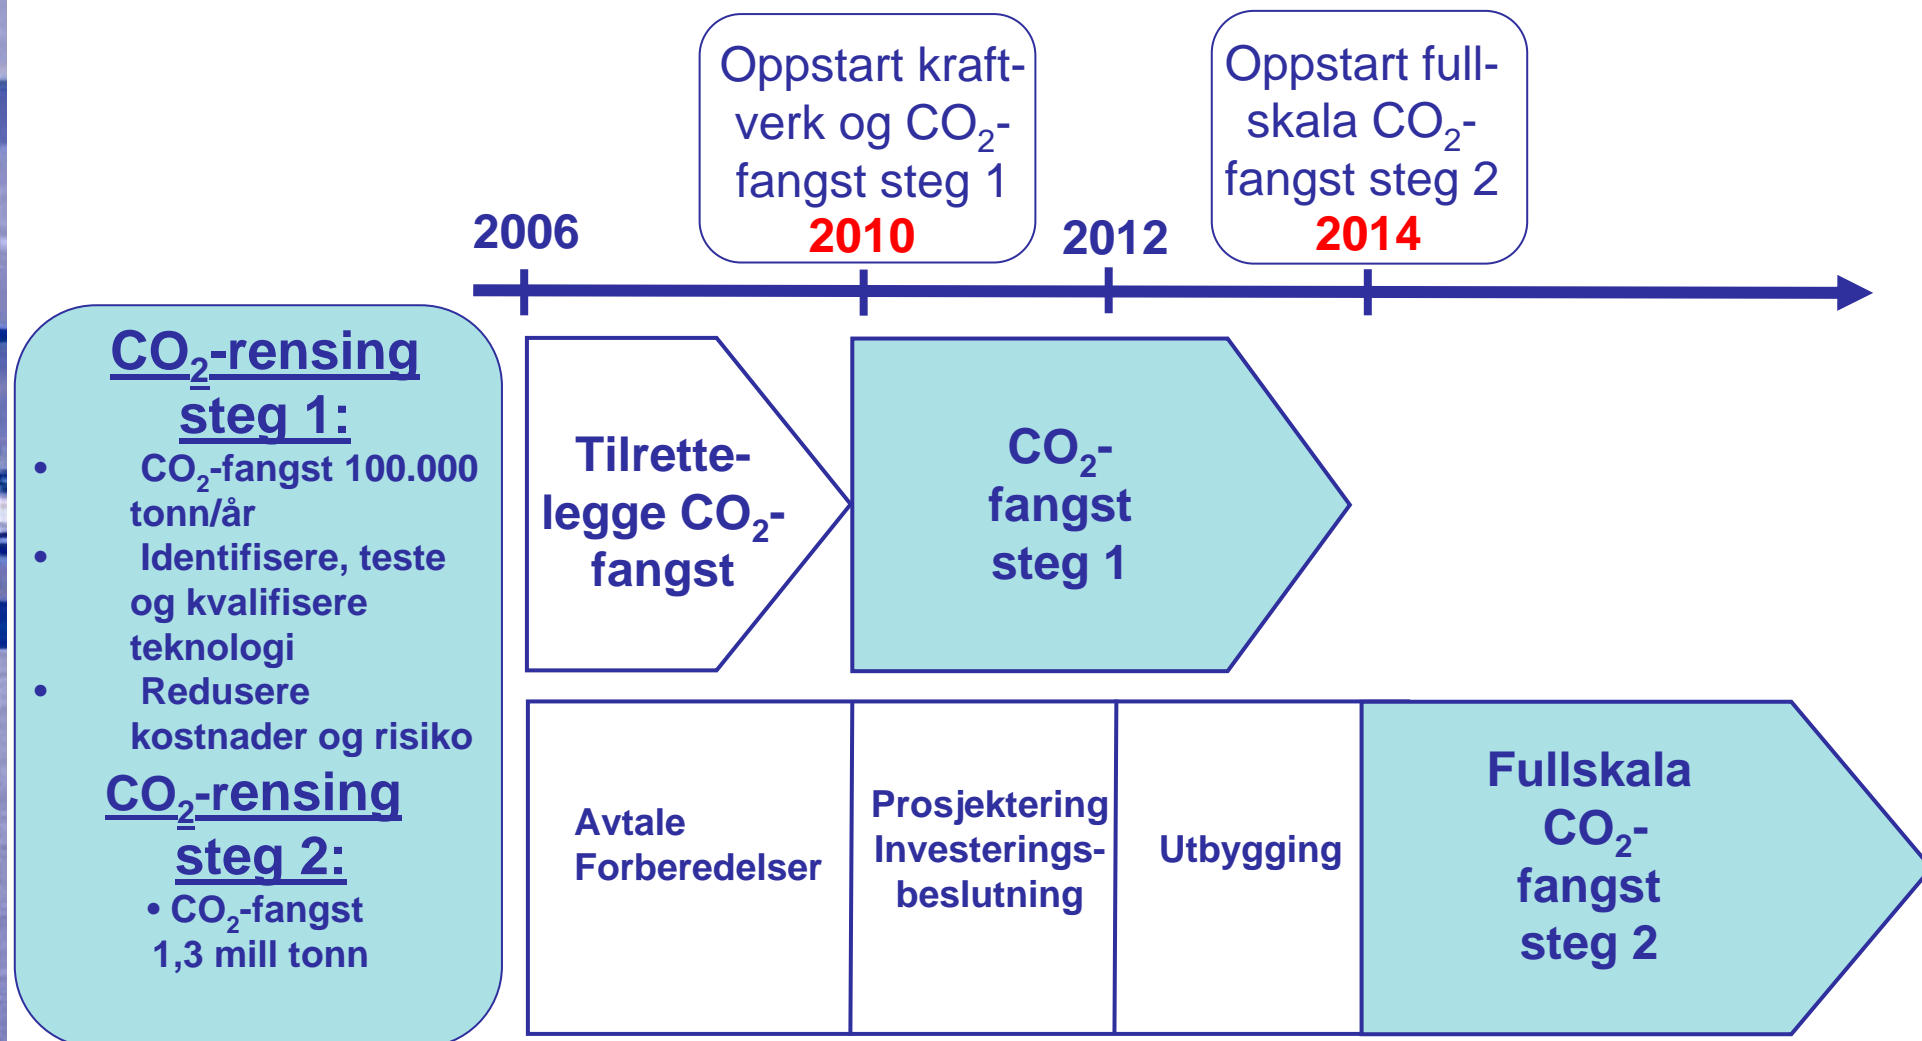 Oppstart kraft-
verk og CO₂-
fangst steg 1
2010
Oppstart full-
skala CO₂-
fangst steg 2
2014
2006
2012
CO₂-rensing
steg 1:
• CO₂-fangst 100.000
tonn/år
• Identifisere, teste
og kvalifisere
teknologi
• Redusere
kostnader og risiko
CO₂-rensing
steg 2:
• CO₂-fangst
1,3 mill tonn
Tilrette-
legge CO₂-
fangst
CO₂-
fangst
steg 1
Avtale
Forberedelser
Prosjektering
Investerings-
beslutning
Utbygging
Fullskala
CO₂-
fangst
steg 2